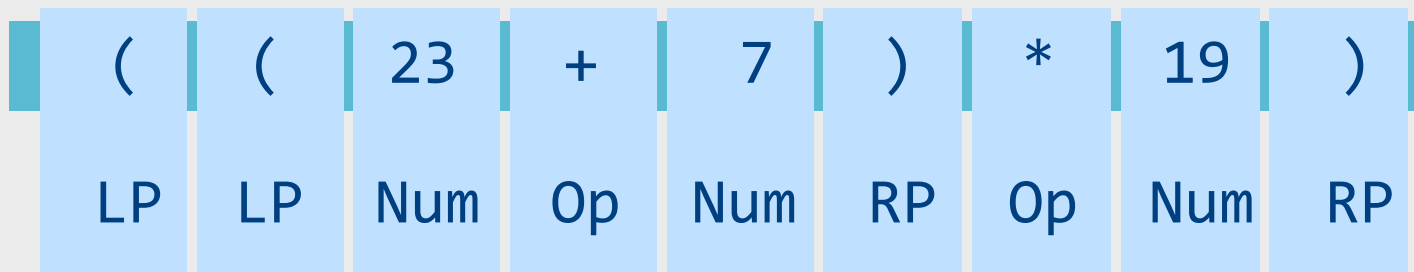 ( ( 23 + 7 ) * 19 )
LP LP Num Op Num RP Op Num RP